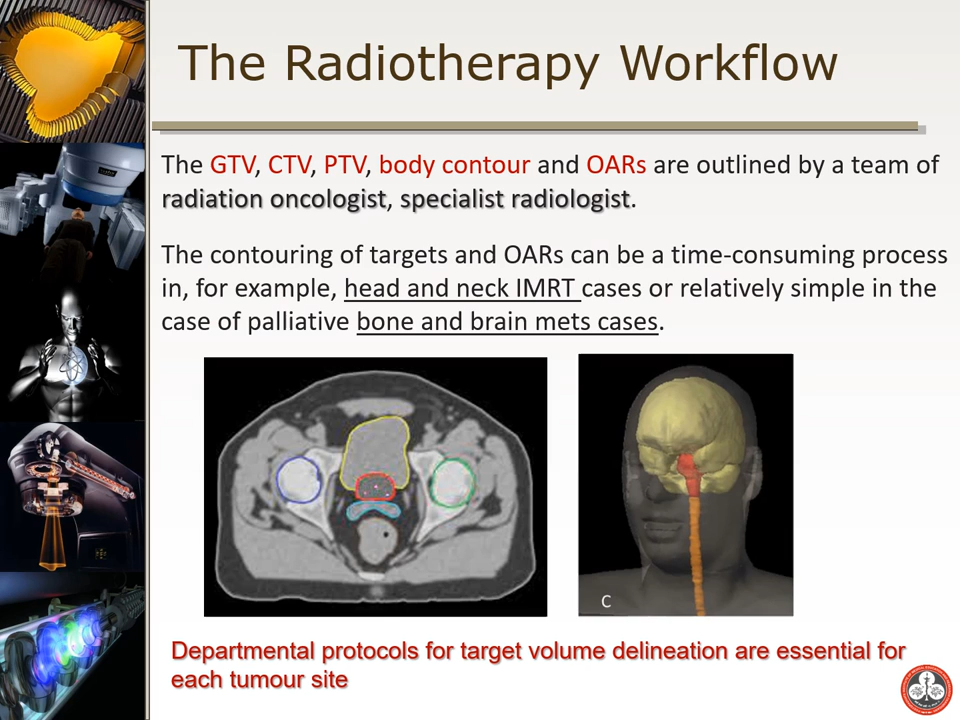 The Radiotherapy Workflow
The GTV, CTV, PTV, body contour and OARs are outlined by a team of
radiation oncologist, specialist radiologist.
The contouring of targets and OARs can be a time-consuming process
in, for example, head and neck IMRT cases or relatively simple in the
case of palliative bone and brain mets cases.
C
Departmental protocols for target volume delineation are essential for
each tumour site